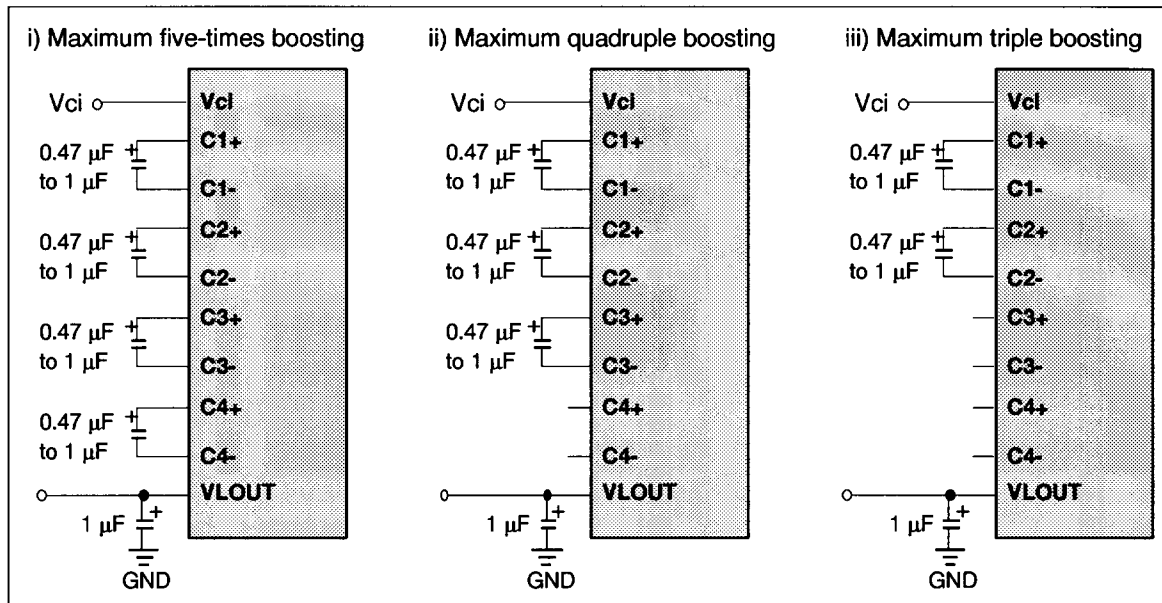 i) Maximum five-times boosting
Vci
Vci
C1+
0.47 µF
to 1 µF
+
C1-
C2+
0.47 µF
to 1 µF
+
C2-
C3+
0.47 µF
to 1 µF
+
C3-
C4+
0.47 µF
to 1 µF
+
C4-
VLOUT
1 µF
+
GND
ii) Maximum quadruple boosting
Vci
Vci
C1+
0.47 µF
to 1 µF
+
C1-
C2+
0.47 µF
to 1 µF
+
C2-
C3+
0.47 µF
to 1 µF
+
C3-
C4+
C4-
VLOUT
1 µF
+
GND
iii) Maximum triple boosting
Vci
Vci
C1+
0.47 µF
to 1 µF
+
C1-
C2+
0.47 µF
to 1 µF
+
C2-
C3+
C3-
C4+
C4-
VLOUT
1 µF
+
GND